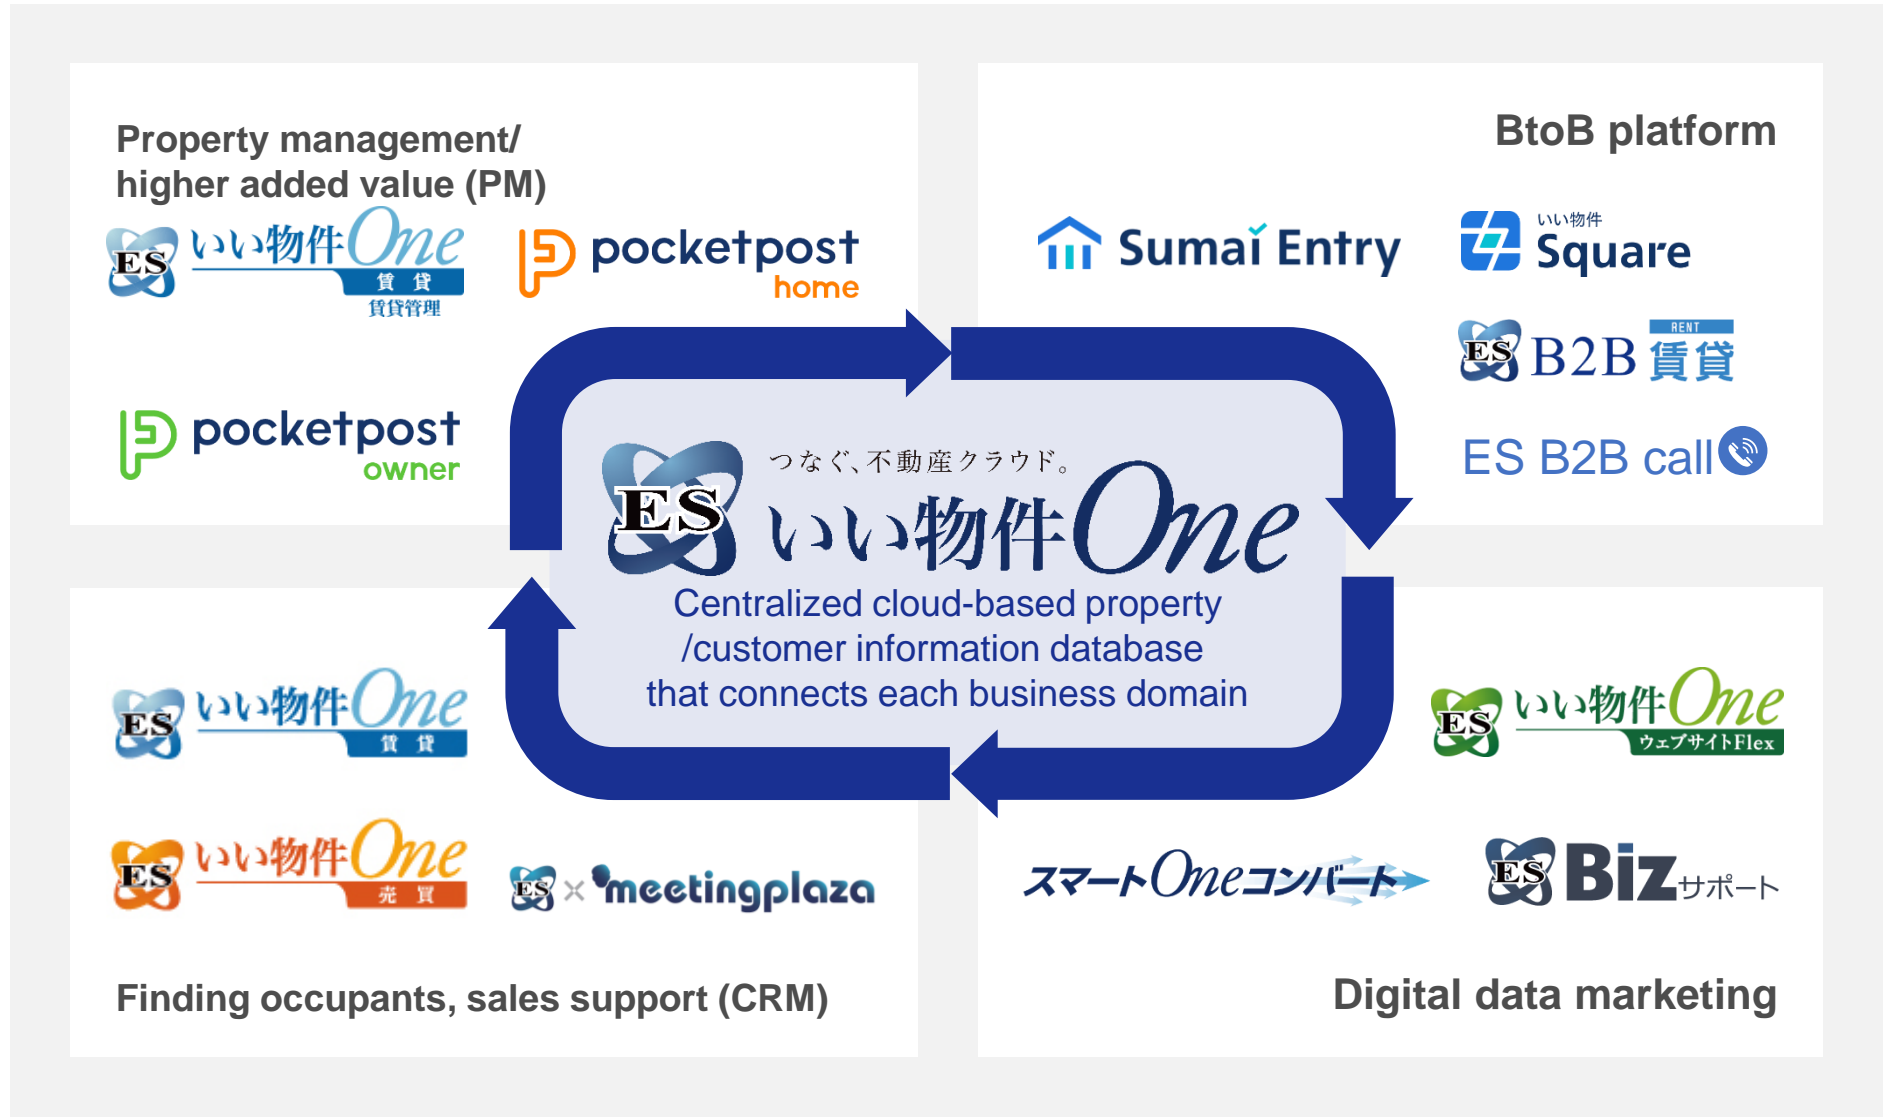 Property management/
higher added value (PM)
ES いい物件One
賃貸
賃貸管理
pocketpost
home
pocketpost
owner
BtoB platform
Sumai Entry
いい物件
Square
ES B2B RENT 賃貸
ES B2B call
つなぐ、不動産クラウド。
ES いい物件One
Centralized cloud-based property
/customer information database
that connects each business domain
ES いい物件One
賃貸
ES いい物件One
売買
ES × meetingplaza
Finding occupants, sales support (CRM)
ES いい物件One
ウェブサイトFlex
スマートOneコンバート
ES Bizサポート
Digital data marketing